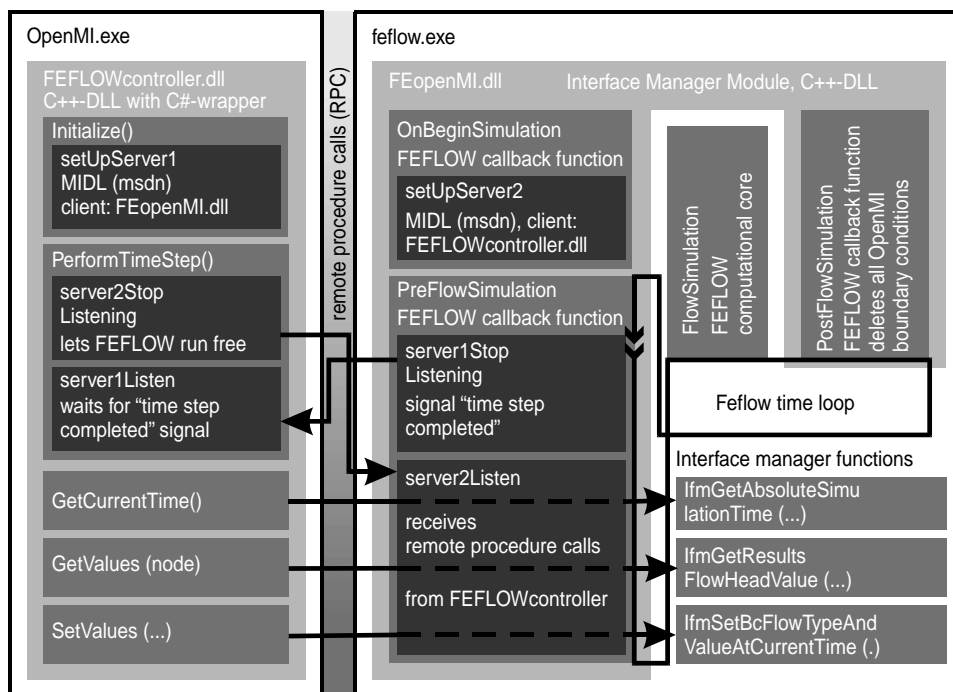 OpenMI.exe
FEFLOWcontroller.dll
C++-DLL with C#-wrapper
Initialize()
setUpServer1
MIDL (msdn)
client: FEopenMI.dll
PerformTimeStep()
server2Stop
Listening
lets FEFLOW run free
server1Listen
waits for “time step
completed” signal
GetCurrentTime()
GetValues (node)
SetValues (...)
remote procedure calls (RPC)
feflow.exe
FEopenMI.dll
Interface Manager Module, C++-DLL
OnBeginSimulation
FEFLOW callback function
setUpServer2
MIDL (msdn), client:
FEFLOWcontroller.dll
PreFlowSimulation
FEFLOW callback function
server1Stop
Listening
signal “time step
completed”
server2Listen
receives
remote procedure calls
from FEFLOWcontroller
FlowSimulation
FEFLOW
computational core
PostFlowSimulation
FEFLOW callback function
deletes all OpenMI
boundary conditions
Feflow time loop
Interface manager functions
IfmGetAbsoluteSimu
lationTime (...)
IfmGetResults
FlowHeadValue (...)
IfmSetBcFlowTypeAnd
ValueAtCurrentTime (.)